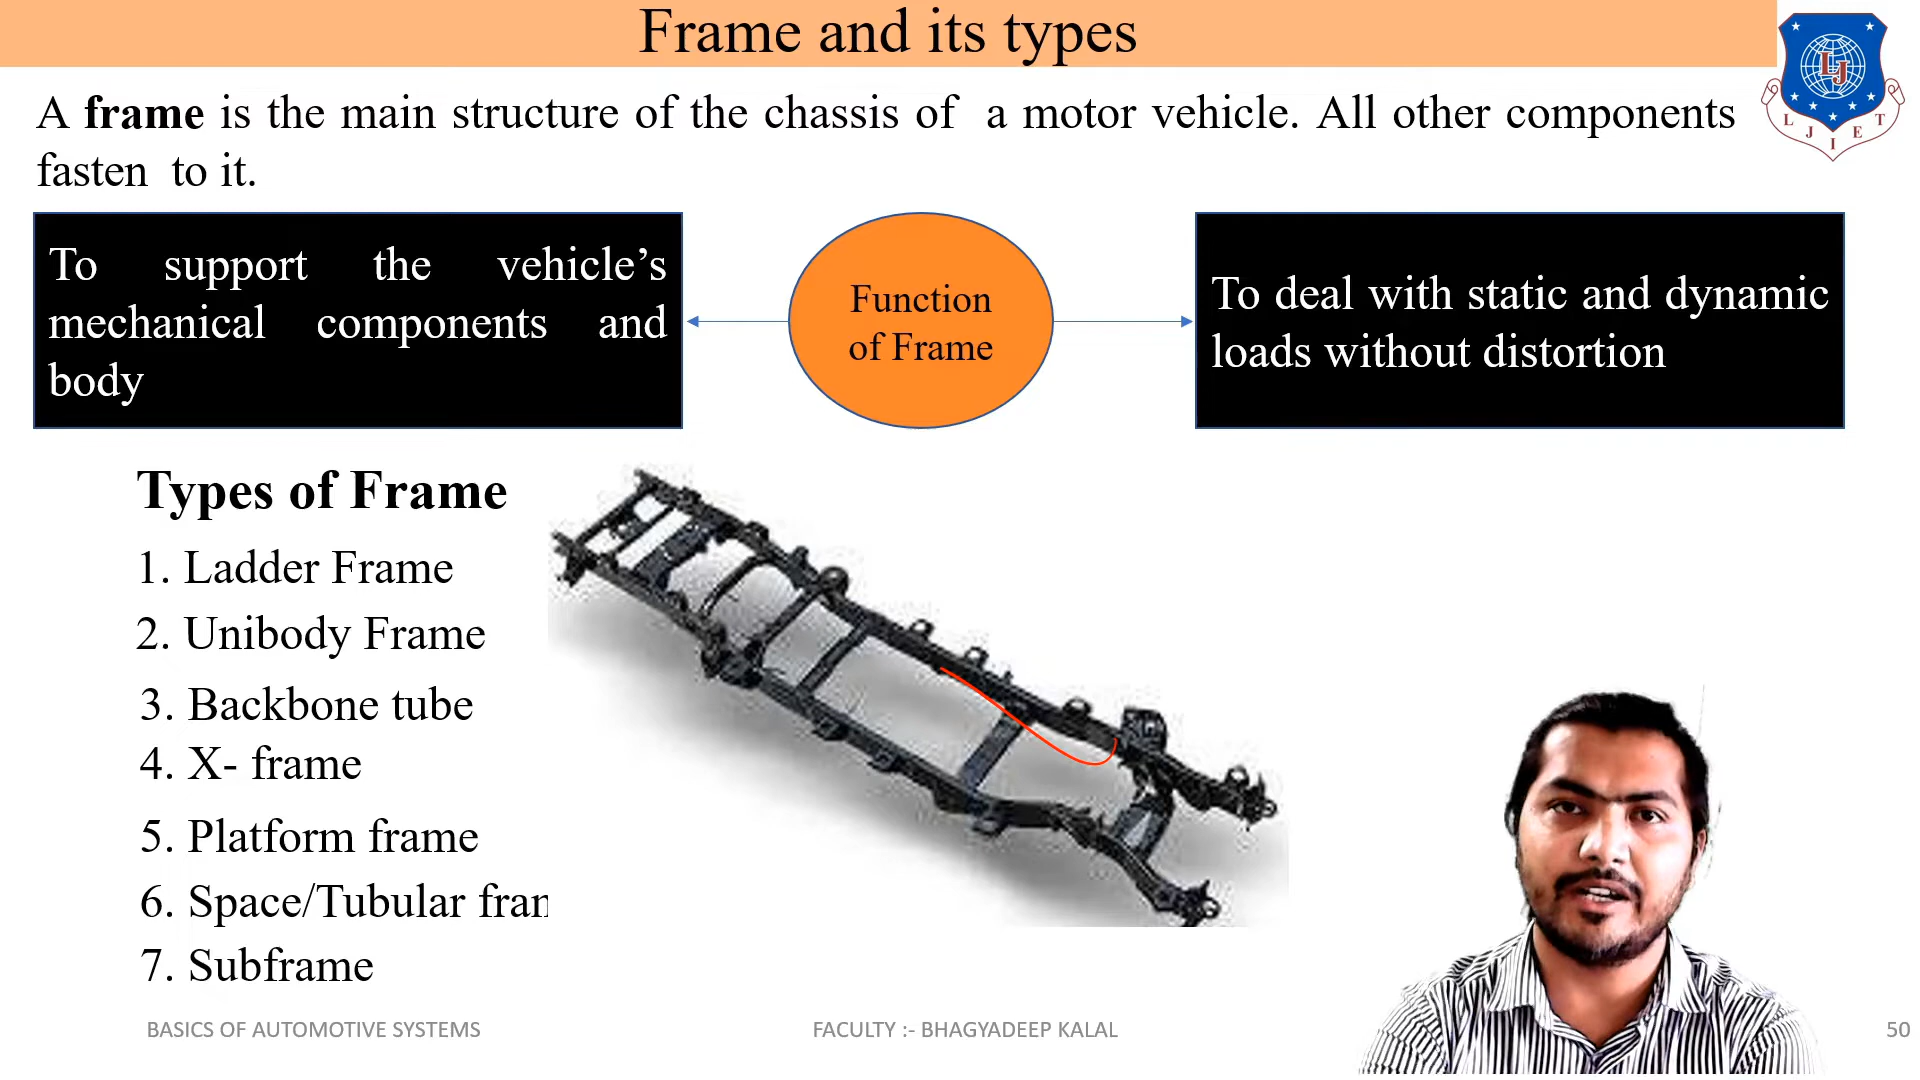 Frame and its types
A frame is the main structure of the chassis of a motor vehicle. All other components
fasten to it.
To support the vehicle’s
mechanical components and
body
Function
of Frame
To deal with static and dynamic
loads without distortion
Types of Frame
1. Ladder Frame
2. Unibody Frame
3. Backbone tube
4. X- frame
5. Platform frame
6. Space/Tubular fran
7. Subframe
LJ
L J I E T
BASICS OF AUTOMOTIVE SYSTEMS
FACULTY :- BHAGYADEEP KALAL
50